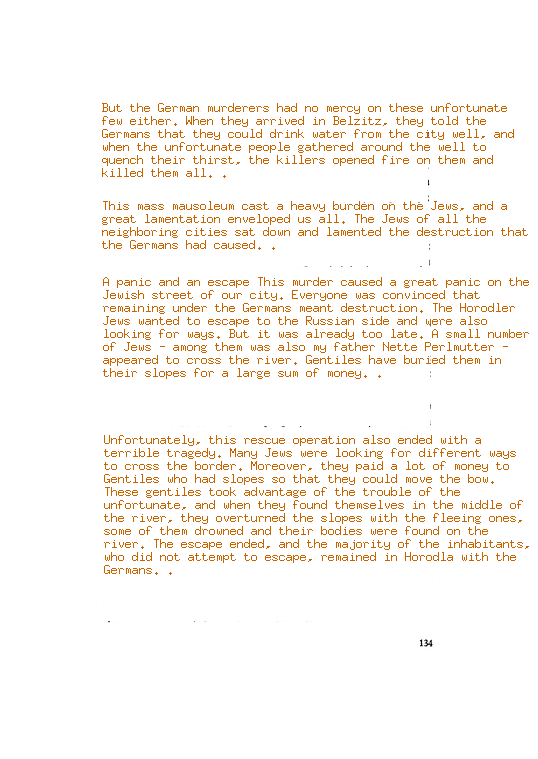 But the German murderers had no mercy on these unfortunate
few either. When they arrived in Belzitz, they told the
Germans that they could drink water from the city well, and
when the unfortunate people gathered around the well to
quench their thirst, the killers opened fire on them and
killed them all. .
This mass mausoleum cast a heavy burden on the Jews, and a
great lamentation enveloped us all. The Jews of all the
neighboring cities sat down and lamented the destruction that
the Germans had caused. .
A panic and an escape This murder caused a great panic on the
Jewish street of our city. Everyone was convinced that
remaining under the Germans meant destruction. The Horodler
Jews wanted to escape to the Russian side and were also
looking for ways. But it was already too late. A small number
of Jews - among them was also my father Nette Perlmutter -
appeared to cross the river. Gentiles have buried them in
their slopes for a large sum of money. .
Unfortunately, this rescue operation also ended with a
terrible tragedy. Many Jews were looking for different ways
to cross the border. Moreover, they paid a lot of money to
Gentiles who had slopes so that they could move the bow.
These gentiles took advantage of the trouble of the
unfortunate, and when they found themselves in the middle of
the river, they overturned the slopes with the fleeing ones,
some of them drowned and their bodies were found on the
river. The escape ended, and the majority of the inhabitants,
who did not attempt to escape, remained in Horodla with the
Germans. .
134